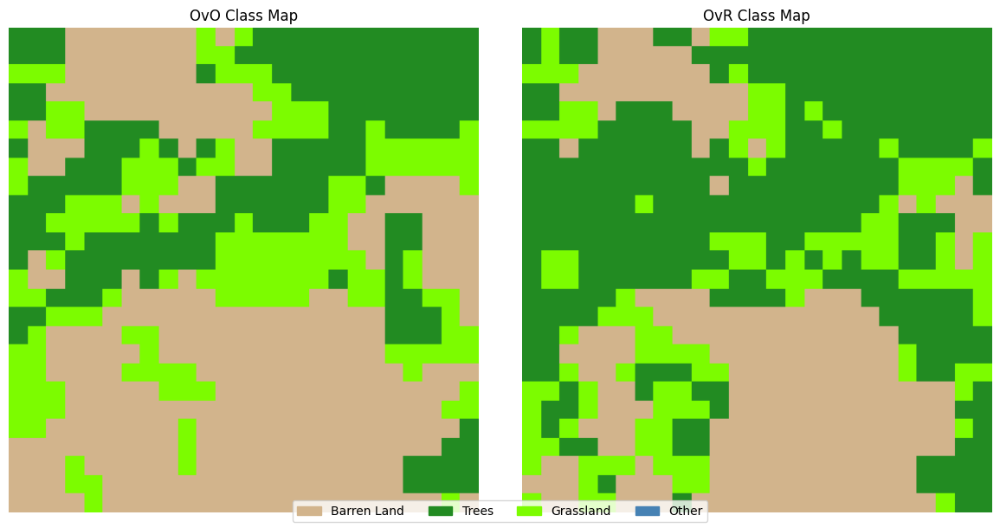 OvO Class Map
OvR Class Map
Barren Land
Trees
Grassland
Other